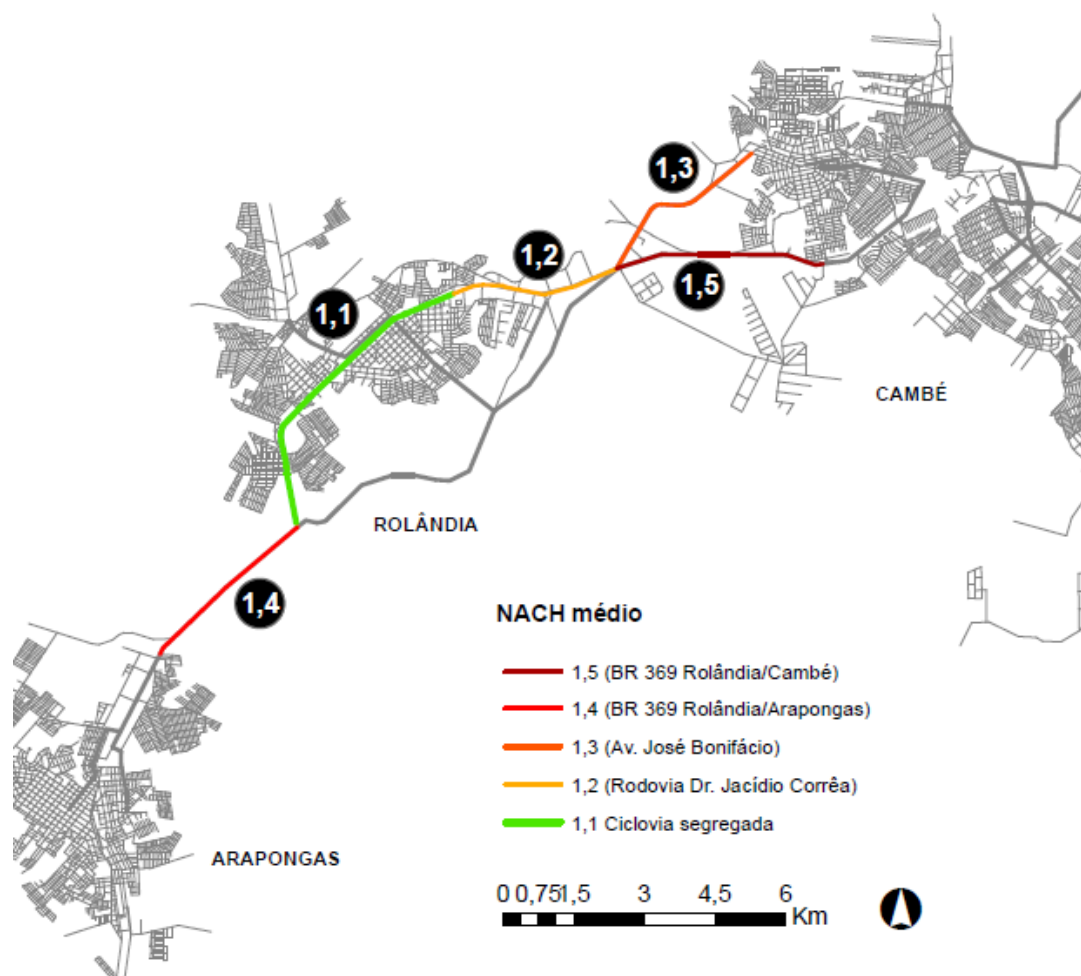 1,3
1,2
1,5
1,1
CAMBÉ
ROLÂNDIA
1,4
NACH médio
1,5 (BR 369 Rolândia/Cambé)
1,4 (BR 369 Rolândia/Arapongas)
1,3 (Av. José Bonifácio)
1,2 (Rodovia Dr. Jacídio Corrêa)
1,1 Ciclovia segregada
ARAPONGAS
0 0,75 1,5 3 4,5 6
Km